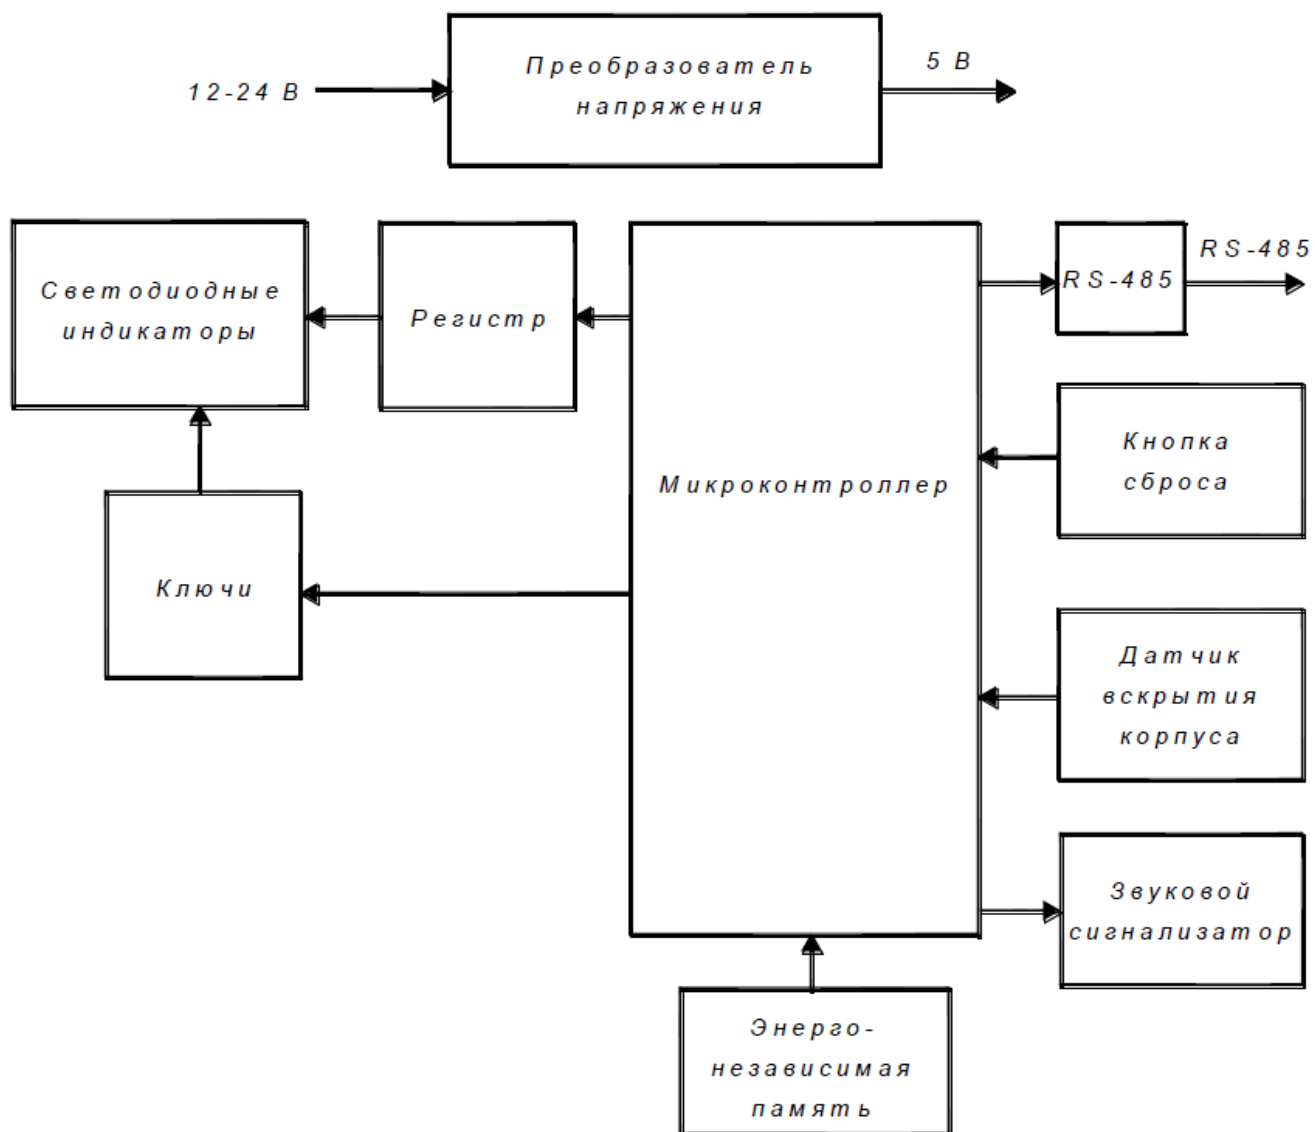 Преобразователь
напряжения
12-24 В
5 В
Светодиодные
индикаторы
Регистр
Микроконтроллер
RS-485
RS-485
Кнопка
сброса
Ключи
Датчик
вскрытия
корпуса
Звуковой
сигнализатор
Энерго-
независимая
память